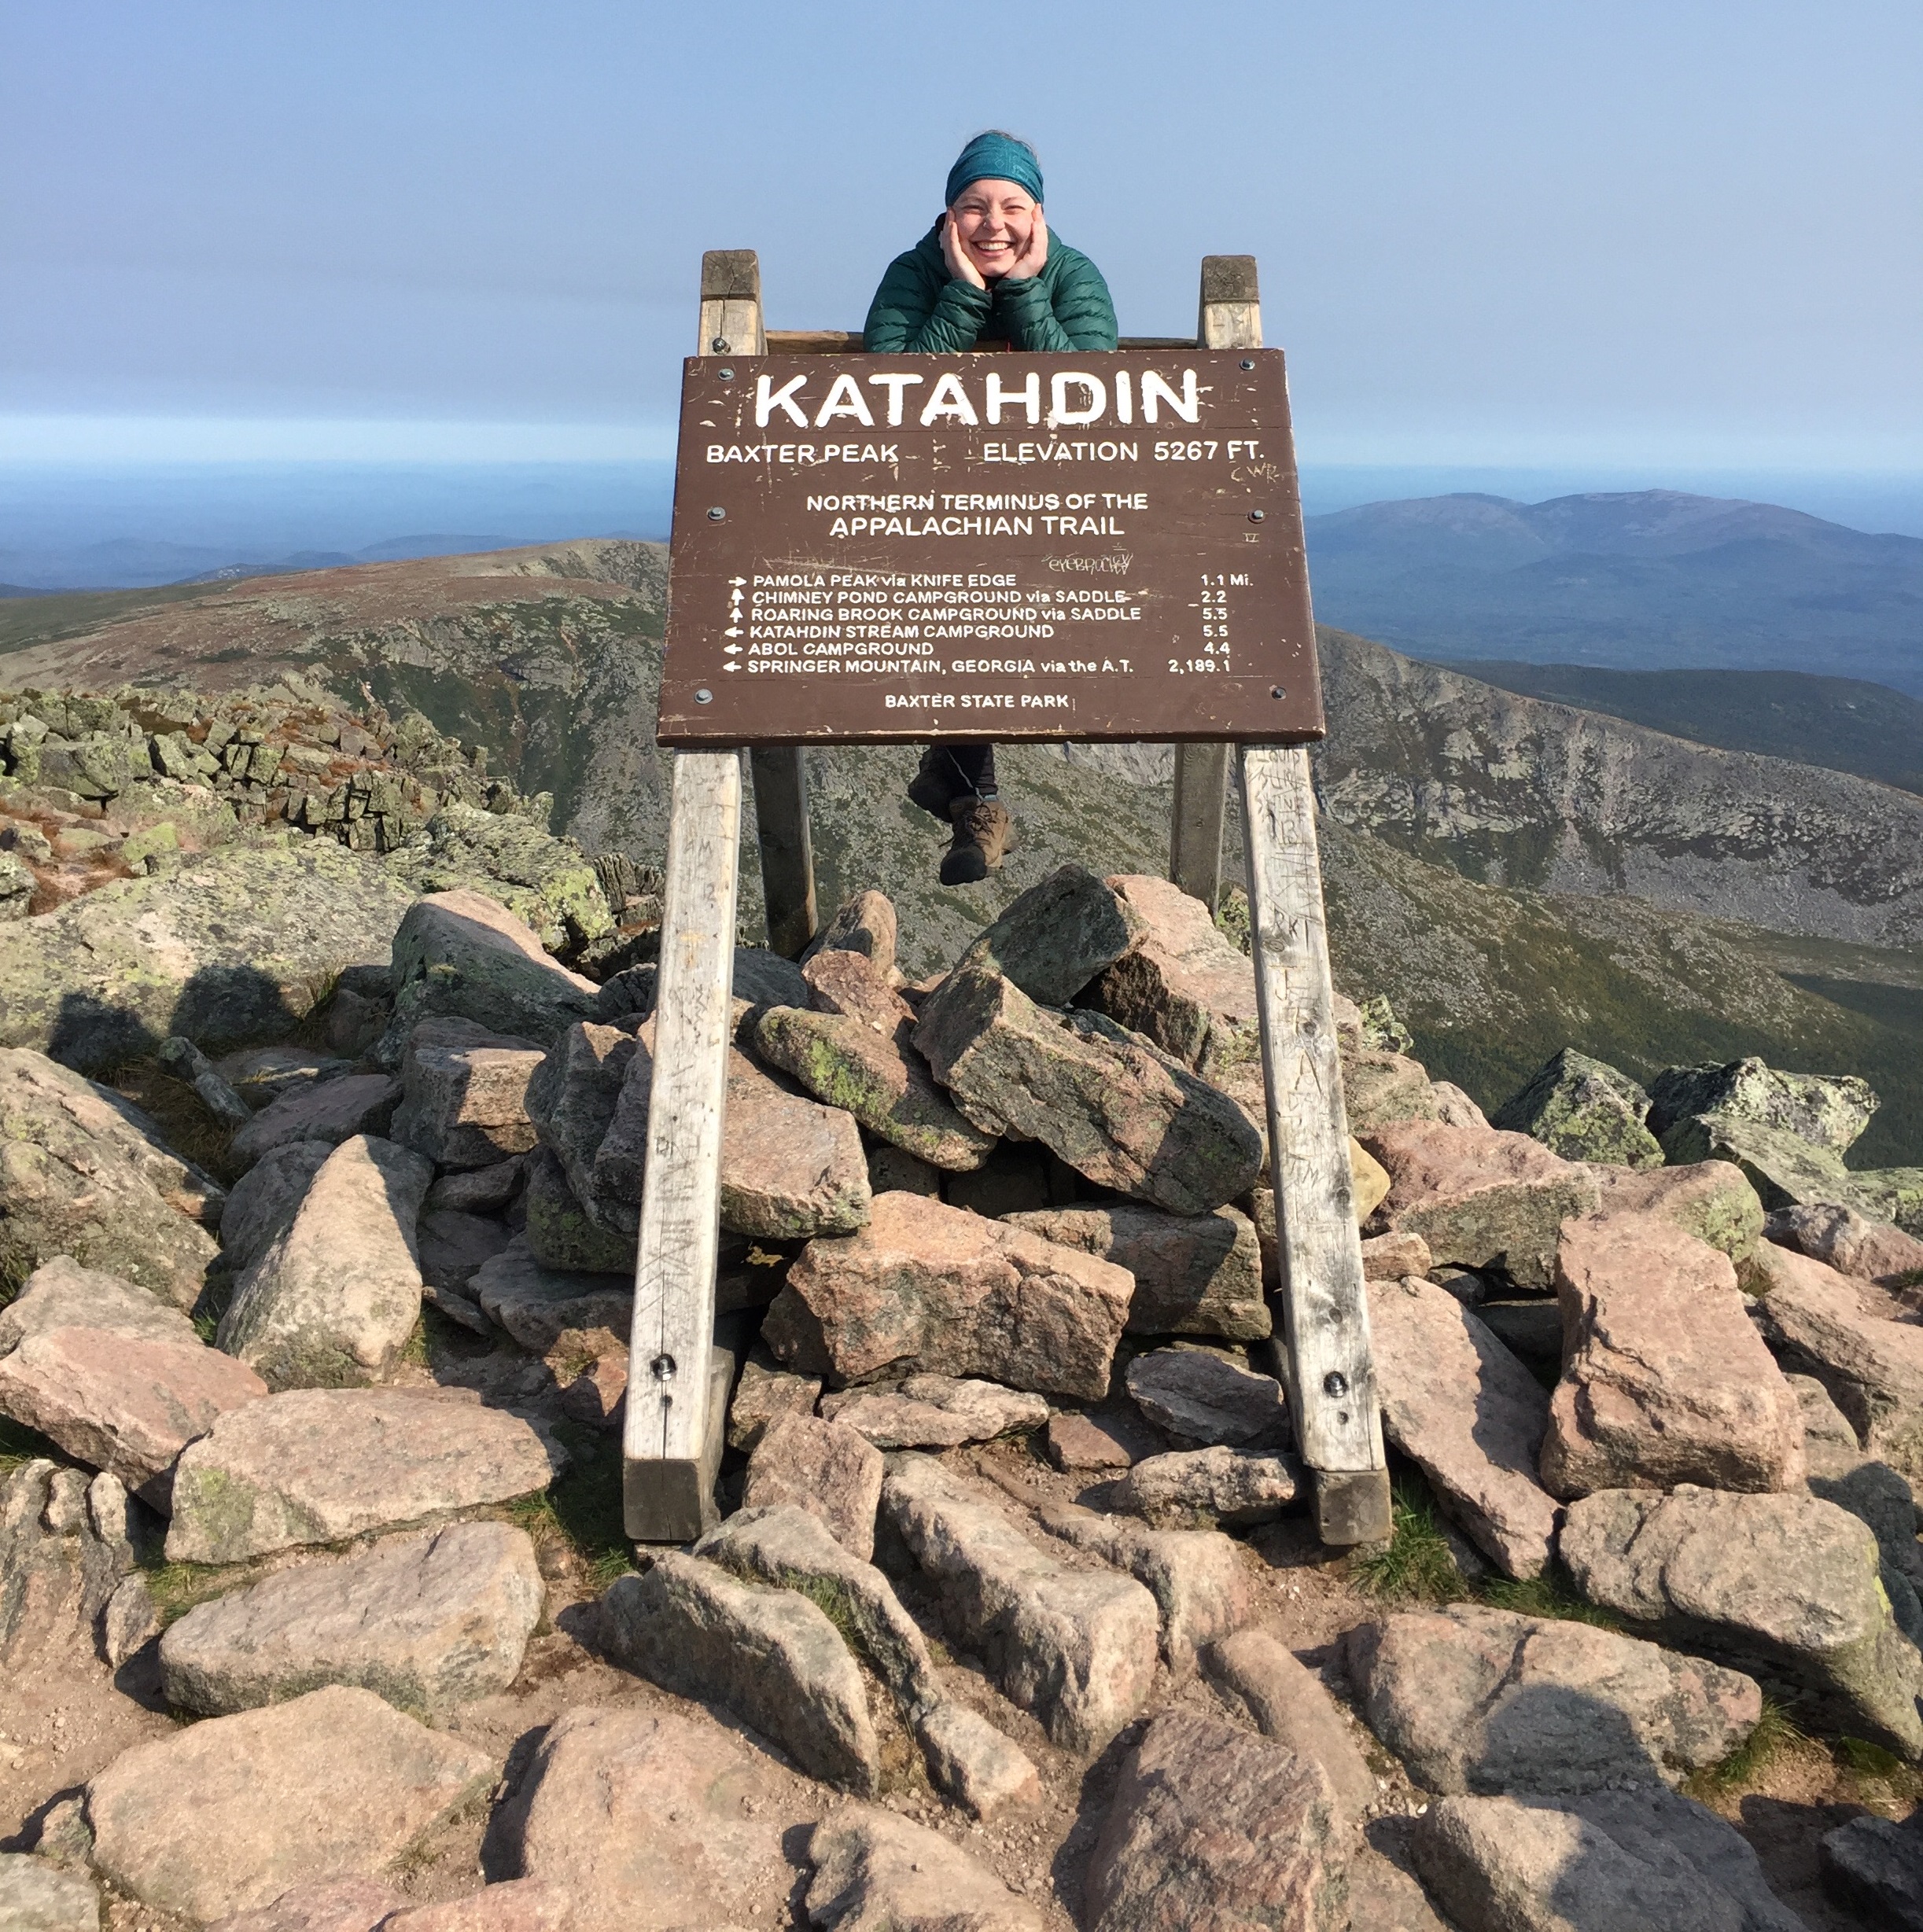 KATAHDIN
BAXTER PEAK ELEVATION 5267 FT.
NORTHERN TERMINUS OF THE
APPALACHIAN TRAIL
→ PAMOLA PEAK via KNIFE EDGE 1.1 Mi.
↑ CHIMNEY POND CAMPGROUND via SADDLE 2.2
↑ ROARING BROOK CAMPGROUND via SADDLE 5.5
← KATAHDIN STREAM CAMPGROUND 5.5
← ABOL CAMPGROUND 4.4
← SPRINGER MOUNTAIN, GEORGIA via the A.T. 2,189.1
BAXTER STATE PARK